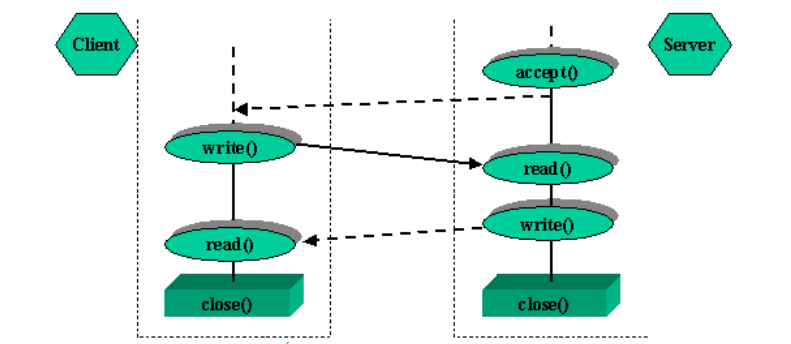 Client
Server
accept()
write()
read()
write()
read()
close()
close()